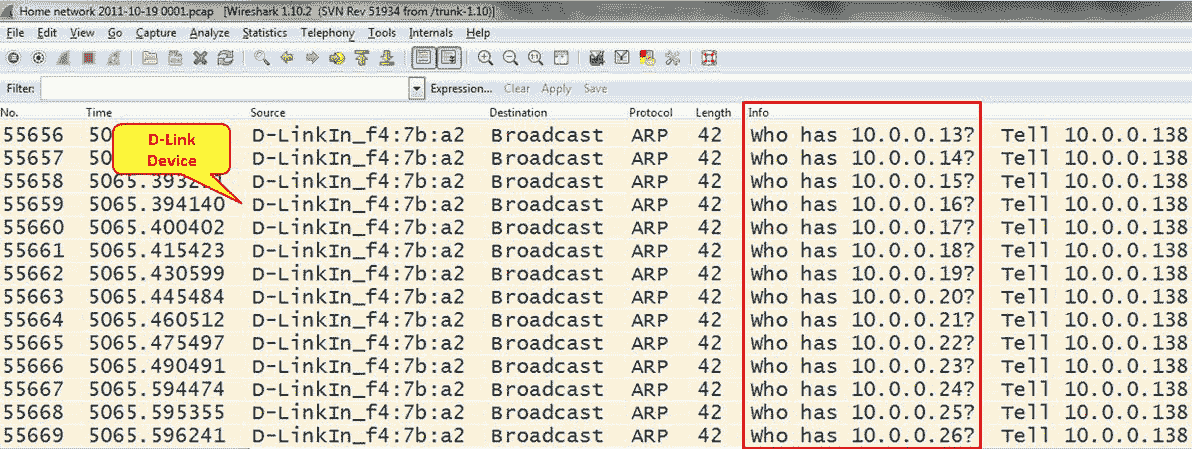 Home network 2011-10-19 0001.pcap [Wireshark 1.10.2 (SVN Rev 51934 from /trunk-1.10)]
File Edit View Go Capture Analyze Statistics Telephony Tools Internals Help
Filter: Expression... Clear Apply Save
No. Time Source Destination Protocol Length Info
55656 50 D-LinkIn_f4:7b:a2 Broadcast ARP 42 Who has 10.0.0.13? Tell 10.0.0.138
D-Link
Device
55657 50 D-LinkIn_f4:7b:a2 Broadcast ARP 42 Who has 10.0.0.14? Tell 10.0.0.138
55658 5065.393 D-LinkIn_f4:7b:a2 Broadcast ARP 42 Who has 10.0.0.15? Tell 10.0.0.138
55659 5065.394140 D-LinkIn_f4:7b:a2 Broadcast ARP 42 Who has 10.0.0.16? Tell 10.0.0.138
55660 5065.400402 D-LinkIn_f4:7b:a2 Broadcast ARP 42 Who has 10.0.0.17? Tell 10.0.0.138
55661 5065.415423 D-LinkIn_f4:7b:a2 Broadcast ARP 42 Who has 10.0.0.18? Tell 10.0.0.138
55662 5065.430599 D-LinkIn_f4:7b:a2 Broadcast ARP 42 Who has 10.0.0.19? Tell 10.0.0.138
55663 5065.445484 D-LinkIn_f4:7b:a2 Broadcast ARP 42 Who has 10.0.0.20? Tell 10.0.0.138
55664 5065.460512 D-LinkIn_f4:7b:a2 Broadcast ARP 42 Who has 10.0.0.21? Tell 10.0.0.138
55665 5065.475497 D-LinkIn_f4:7b:a2 Broadcast ARP 42 Who has 10.0.0.22? Tell 10.0.0.138
55666 5065.490491 D-LinkIn_f4:7b:a2 Broadcast ARP 42 Who has 10.0.0.23? Tell 10.0.0.138
55667 5065.594474 D-LinkIn_f4:7b:a2 Broadcast ARP 42 Who has 10.0.0.24? Tell 10.0.0.138
55668 5065.595355 D-LinkIn_f4:7b:a2 Broadcast ARP 42 Who has 10.0.0.25? Tell 10.0.0.138
55669 5065.596241 D-LinkIn_f4:7b:a2 Broadcast ARP 42 Who has 10.0.0.26? Tell 10.0.0.138